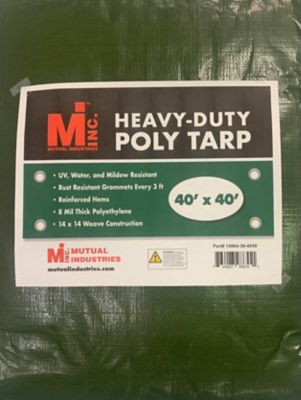 MI INC.
MUTUAL INDUSTRIES
HEAVY-DUTY
POLY TARP
• UV, Water, and Mildew Resistant
• Rust Resistant Grommets Every 3 ft
• Reinforced Hems
• 8 Mil Thick Polyethylene
• 14 x 14 Weave Construction
40' x 40'
MI INC. MUTUAL
INDUSTRIES
mutualindustries.com